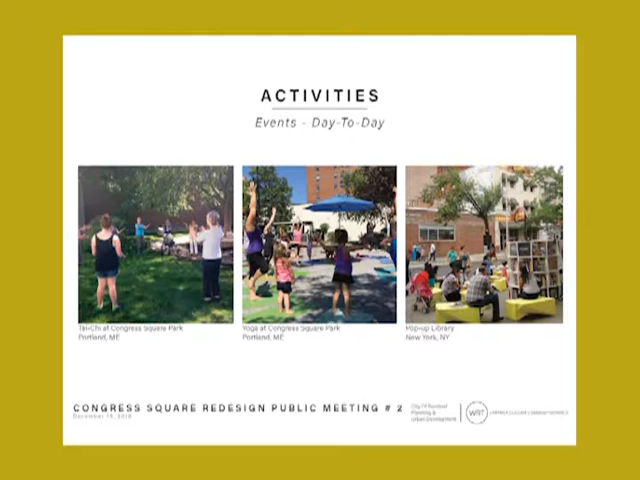 ACTIVITIES
Events - Day-To-Day
Tai-Chi at Congress Square Park
Portland, ME
Yoga at Congress Square Park
Portland, ME
Pop-up Library
New York, NY
CONGRESS SQUARE REDESIGN PUBLIC MEETING # 2
City Of Portland
Planning &
Urban Development
WRT